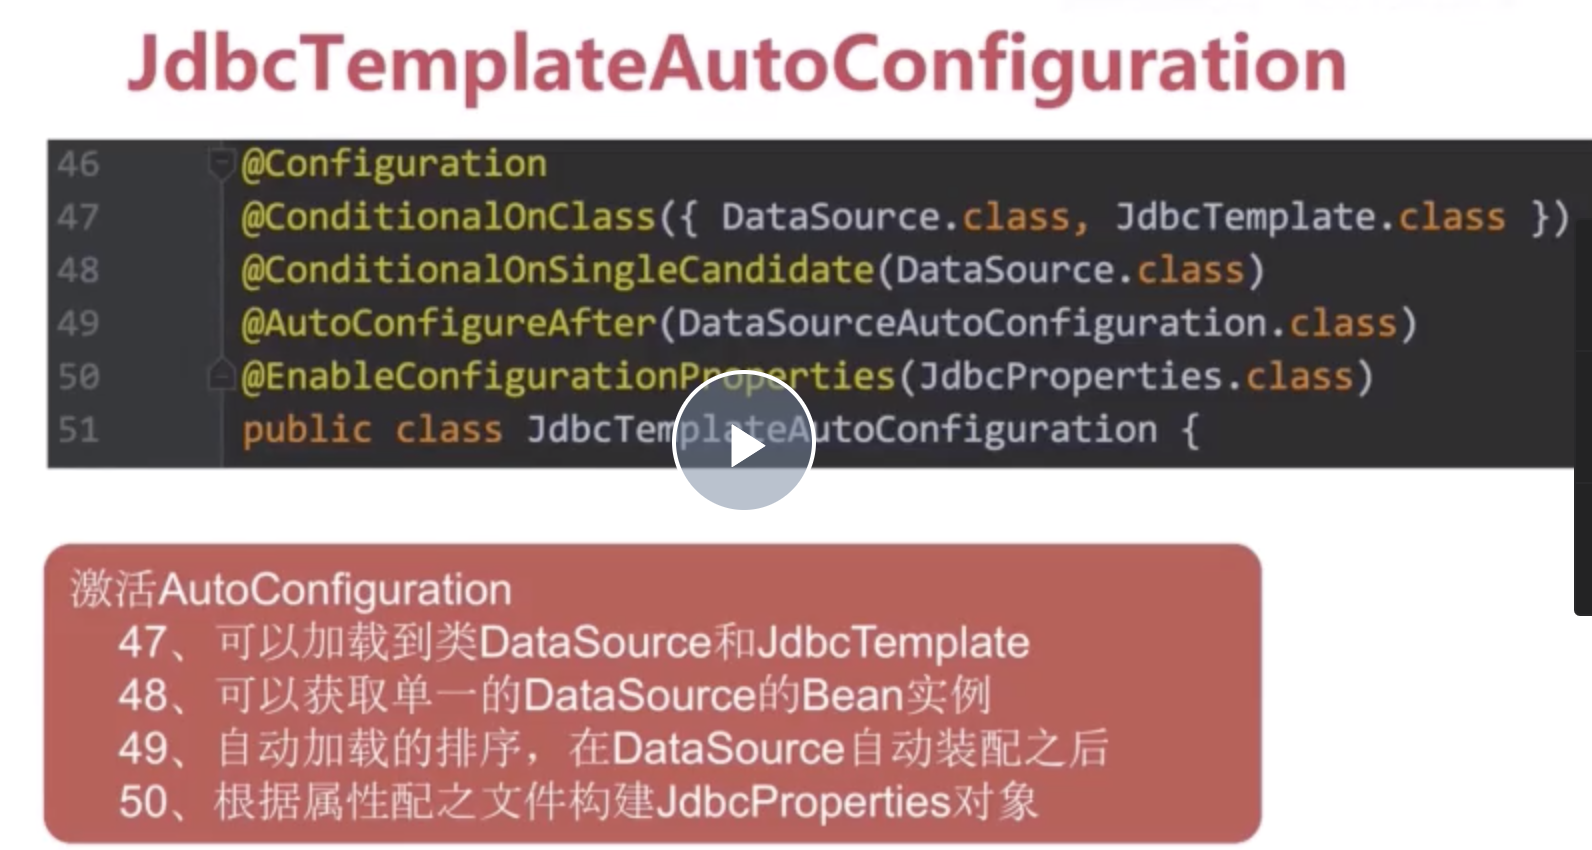 JdbcTemplateAutoConfiguration
46 @Configuration
47 @ConditionalOnClass({ DataSource.class, JdbcTemplate.class })
48 @ConditionalOnSingleCandidate(DataSource.class)
49 @AutoConfigureAfter(DataSourceAutoConfiguration.class)
50 @EnableConfigurationProperties(JdbcProperties.class)
51 public class JdbcTemplateAutoConfiguration {
激活AutoConfiguration
47、可以加载到类DataSource和JdbcTemplate
48、可以获取单一的DataSource的Bean实例
49、自动加载的排序，在DataSource自动装配之后
50、根据属性配之文件构建JdbcProperties对象